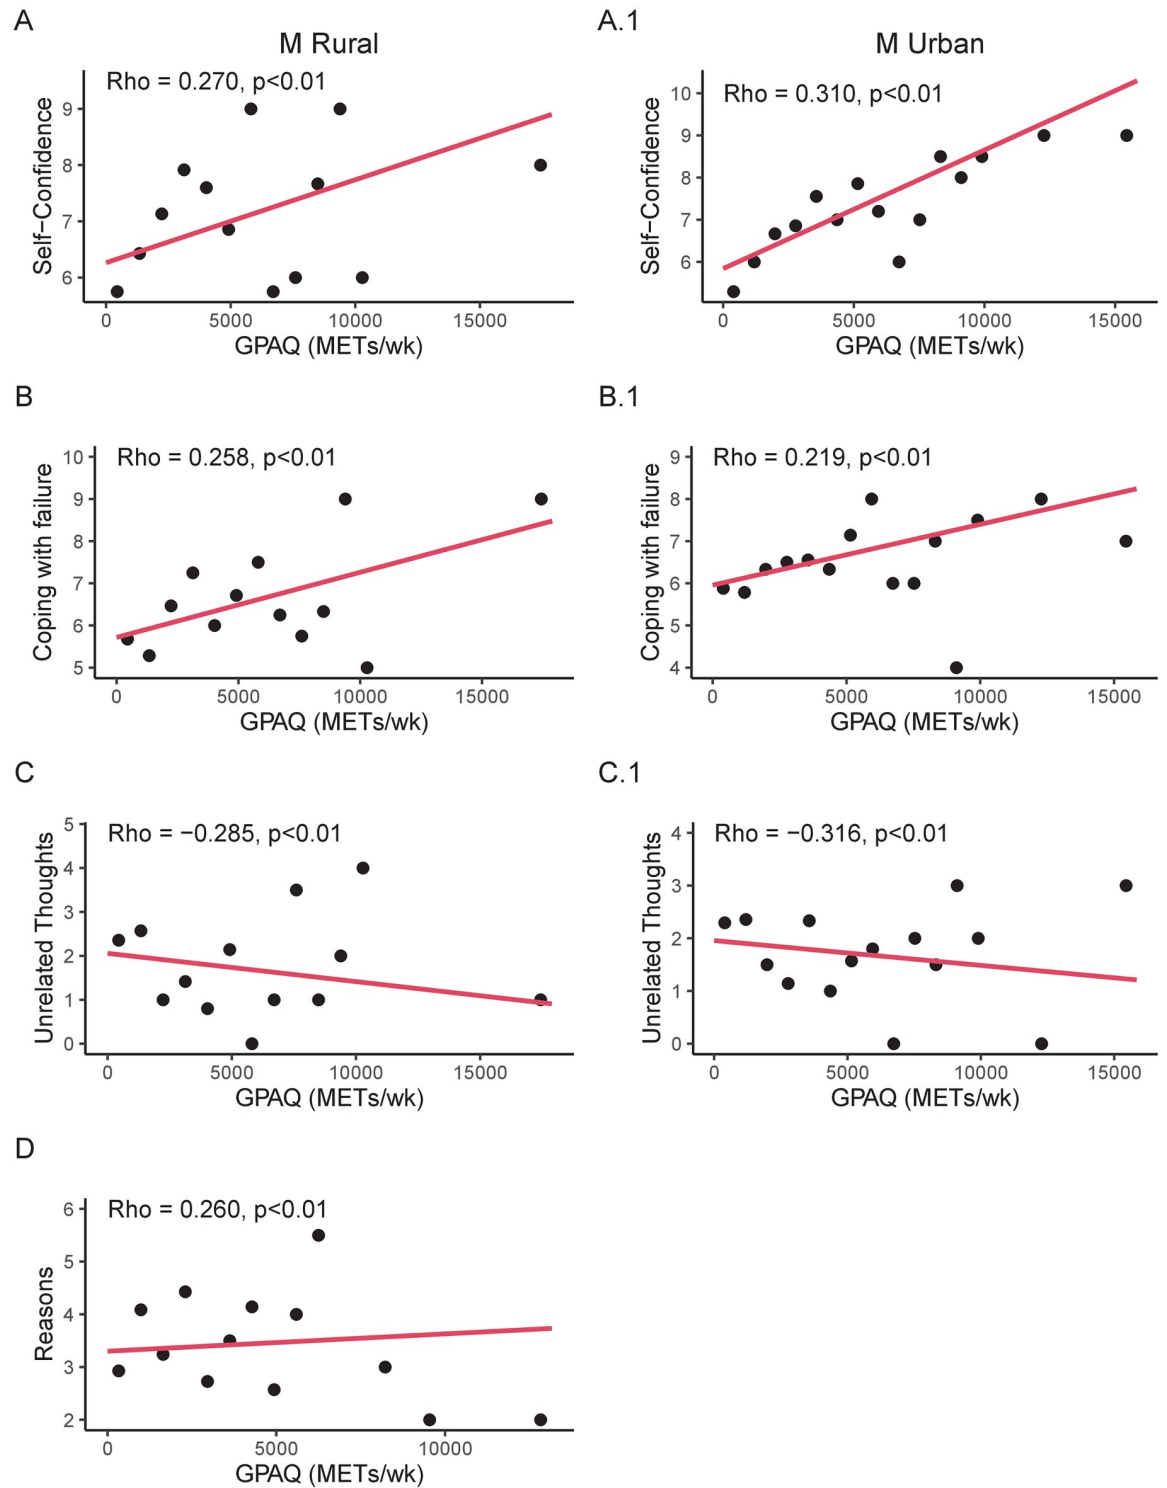 A
A.1
M Rural
M Urban
Rho = 0.270, p<0.01
Self−Confidence
9
8
7
6
0 5000 10000 15000
GPAQ (METs/wk)
Rho = 0.310, p<0.01
Self−Confidence
10
9
8
7
6
0 5000 10000 15000
GPAQ (METs/wk)
B
B.1
Rho = 0.258, p<0.01
Coping with failure
10
9
8
7
6
5
0 5000 10000 15000
GPAQ (METs/wk)
Rho = 0.219, p<0.01
Coping with failure
9
8
7
6
5
4
0 5000 10000 15000
GPAQ (METs/wk)
C
C.1
Rho = −0.285, p<0.01
Unrelated Thoughts
5
4
3
2
1
0
0 5000 10000 15000
GPAQ (METs/wk)
Rho = −0.316, p<0.01
Unrelated Thoughts
4
3
2
1
0
0 5000 10000 15000
GPAQ (METs/wk)
D
Rho = 0.260, p<0.01
Reasons
6
5
4
3
2
0 5000 10000
GPAQ (METs/wk)